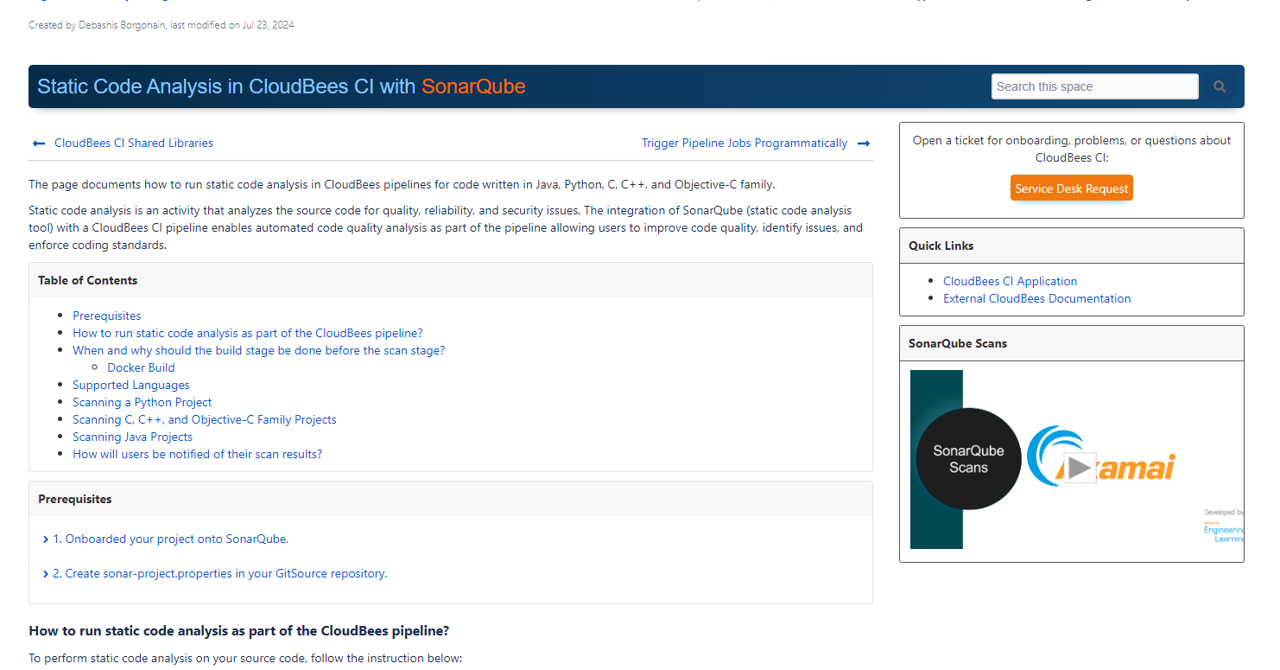 Created by Debashis Borgohain, last modified on Jul 23, 2024
Static Code Analysis in CloudBees CI with SonarQube
Search this space
CloudBees CI Shared Libraries
Trigger Pipeline Jobs Programmatically
The page documents how to run static code analysis in CloudBees pipelines for code written in Java, Python, C, C++, and Objective-C family.
Static code analysis is an activity that analyzes the source code for quality, reliability, and security issues. The integration of SonarQube (static code analysis
tool) with a CloudBees CI pipeline enables automated code quality analysis as part of the pipeline allowing users to improve code quality, identify issues, and
enforce coding standards.
Table of Contents
Prerequisites
How to run static code analysis as part of the CloudBees pipeline?
When and why should the build stage be done before the scan stage?
Docker Build
Supported Languages
Scanning a Python Project
Scanning C, C++, and Objective-C Family Projects
Scanning Java Projects
How will users be notified of their scan results?
Prerequisites
1. Onboarded your project onto SonarQube.
2. Create sonar-project.properties in your GitSource repository.
How to run static code analysis as part of the CloudBees pipeline?
To perform static code analysis on your source code, follow the instruction below:
Open a ticket for onboarding, problems, or questions about
CloudBees CI:
Service Desk Request
Quick Links
CloudBees CI Application
External CloudBees Documentation
SonarQube Scans
SonarQube
Scans
Developed by
Engineering
Learning